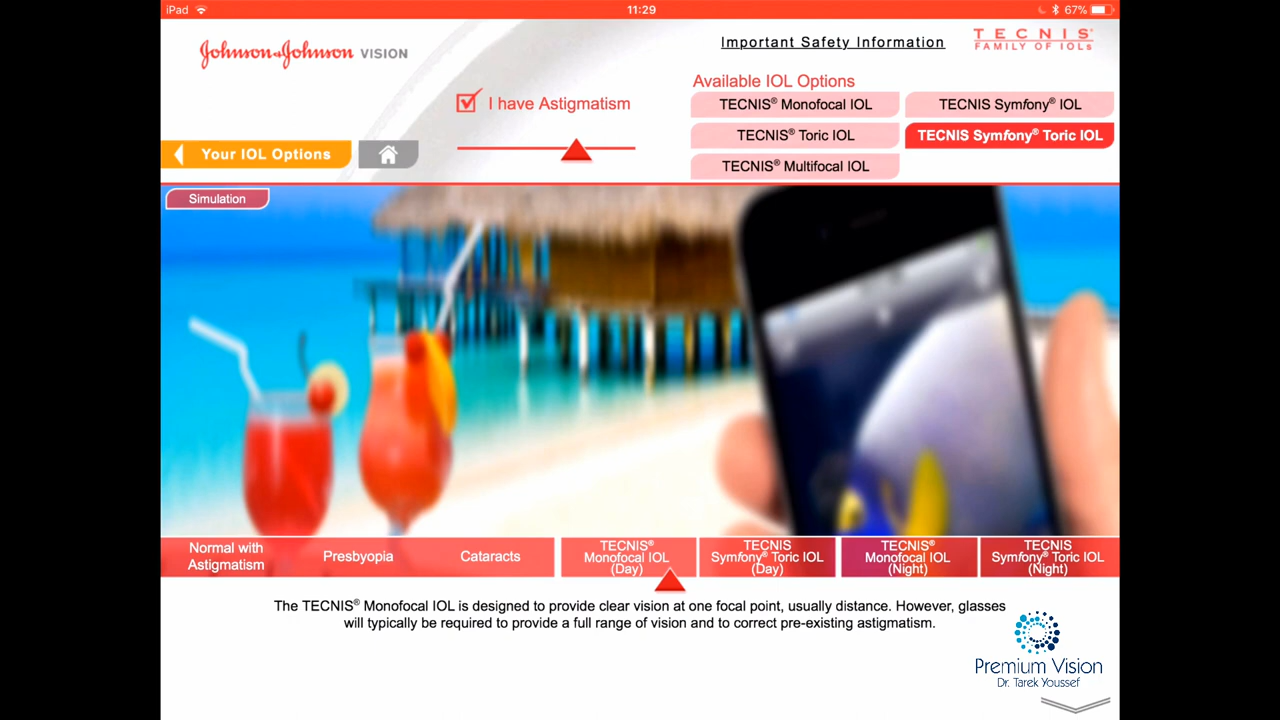 iPad
11:29
67%
Johnson & Johnson VISION
Important Safety Information
TECNIS®
FAMILY OF IOLs
I have Astigmatism
Available IOL Options
TECNIS® Monofocal IOL
TECNIS Symfony® IOL
TECNIS® Toric IOL
TECNIS Symfony® Toric IOL
TECNIS® Multifocal IOL
Your IOL Options
Simulation
Normal with
Astigmatism
Presbyopia
Cataracts
TECNIS®
Monofocal IOL
(Day)
TECNIS
Symfony® Toric IOL
(Day)
TECNIS®
Monofocal IOL
(Night)
TECNIS
Symfony® Toric IOL
(Night)
The TECNIS® Monofocal IOL is designed to provide clear vision at one focal point, usually distance. However, glasses
will typically be required to provide a full range of vision and to correct pre-existing astigmatism.
Premium Vision
Dr. Tarek Youssef